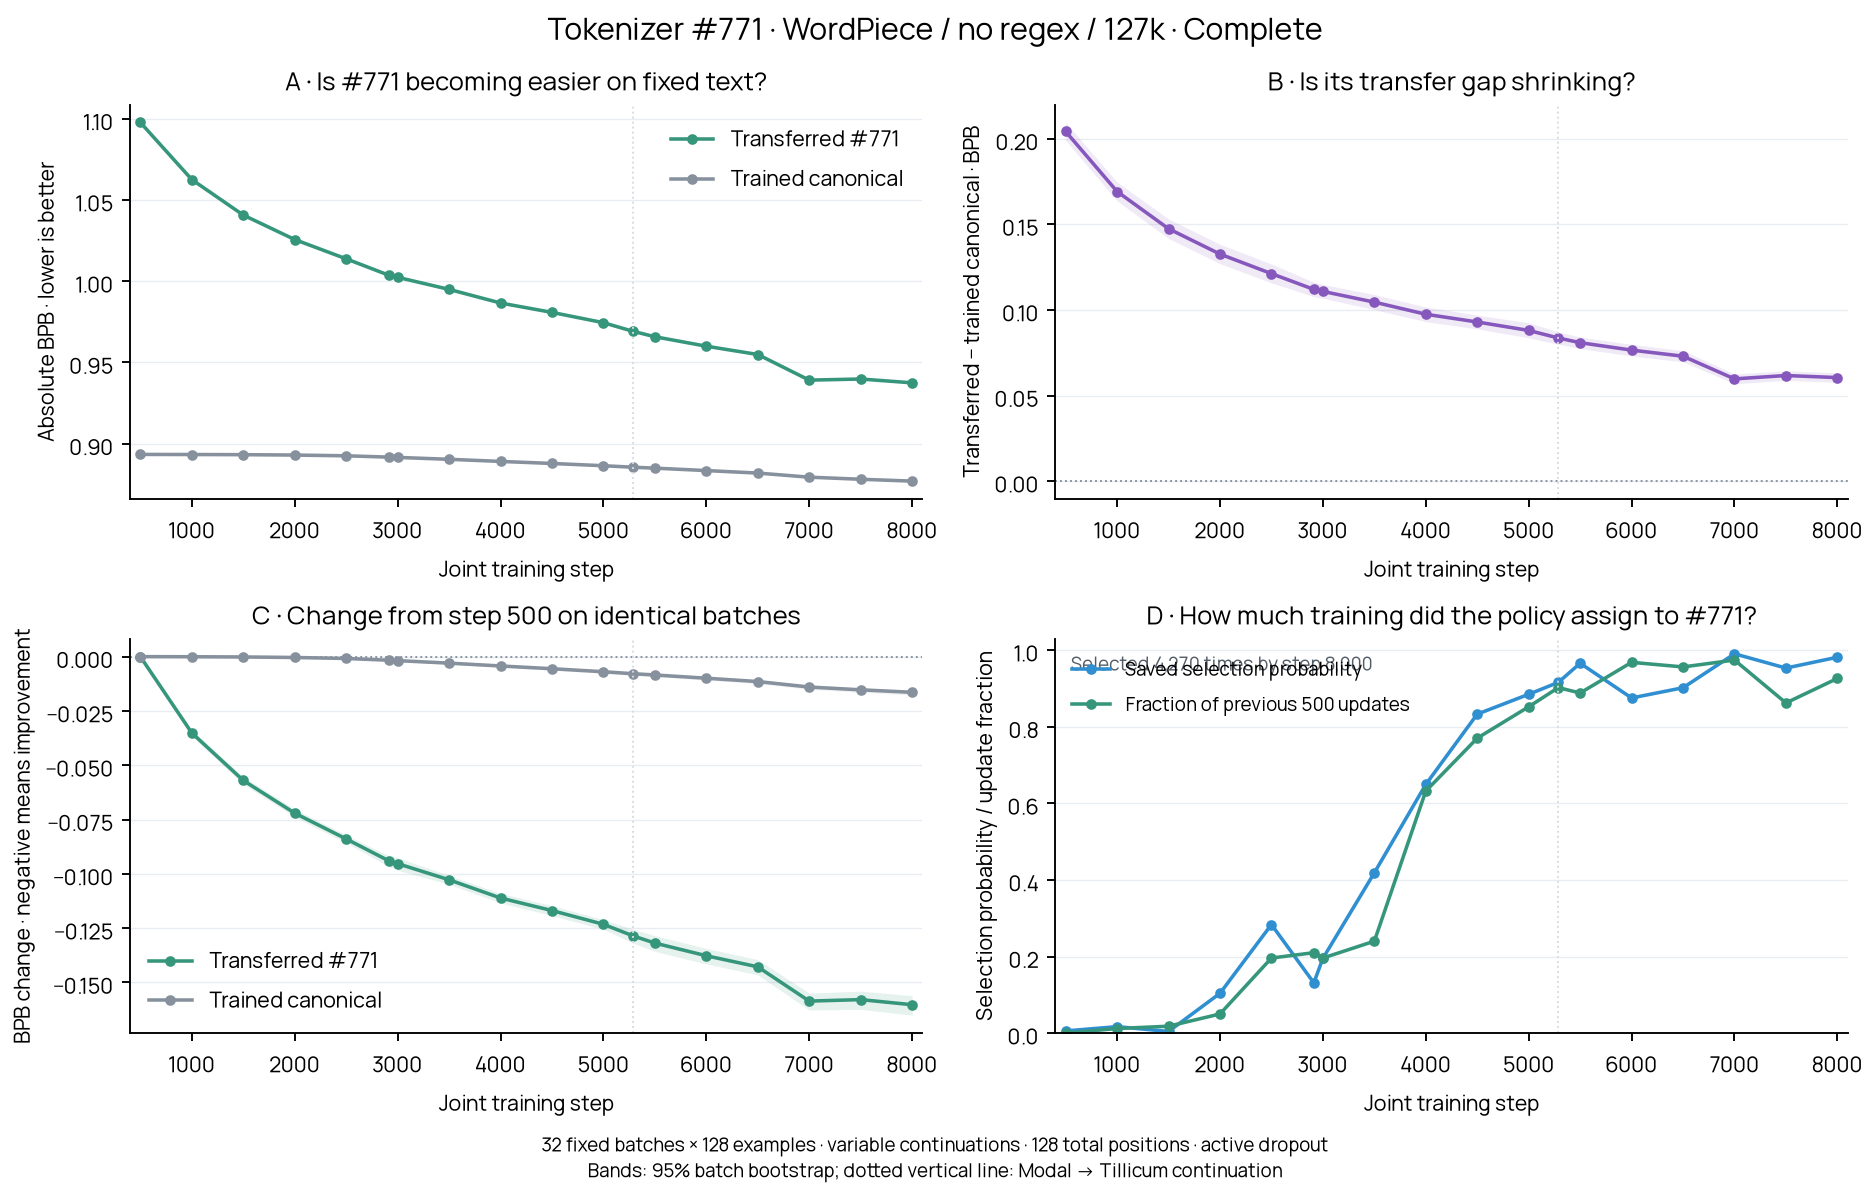 Tokenizer #771 · WordPiece / no regex / 127k · Complete
A · Is #771 becoming easier on fixed text?
Absolute BPB · lower is better
1.10
1.05
1.00
0.95
0.90
Transferred #771
Trained canonical
1000 2000 3000 4000 5000 6000 7000 8000
Joint training step
B · Is its transfer gap shrinking?
Transferred − trained canonical · BPB
0.20
0.15
0.10
0.05
0.00
1000 2000 3000 4000 5000 6000 7000 8000
Joint training step
C · Change from step 500 on identical batches
BPB change · negative means improvement
0.000
−0.025
−0.050
−0.075
−0.100
−0.125
−0.150
Transferred #771
Trained canonical
1000 2000 3000 4000 5000 6000 7000 8000
Joint training step
D · How much training did the policy assign to #771?
Selection probability / update fraction
1.0
0.8
0.6
0.4
0.2
0.0
Selected 4,270 times by step 8,000
Saved selection probability
Fraction of previous 500 updates
1000 2000 3000 4000 5000 6000 7000 8000
Joint training step
32 fixed batches × 128 examples · variable continuations · 128 total positions · active dropout
Bands: 95% batch bootstrap; dotted vertical line: Modal → Tillicum continuation